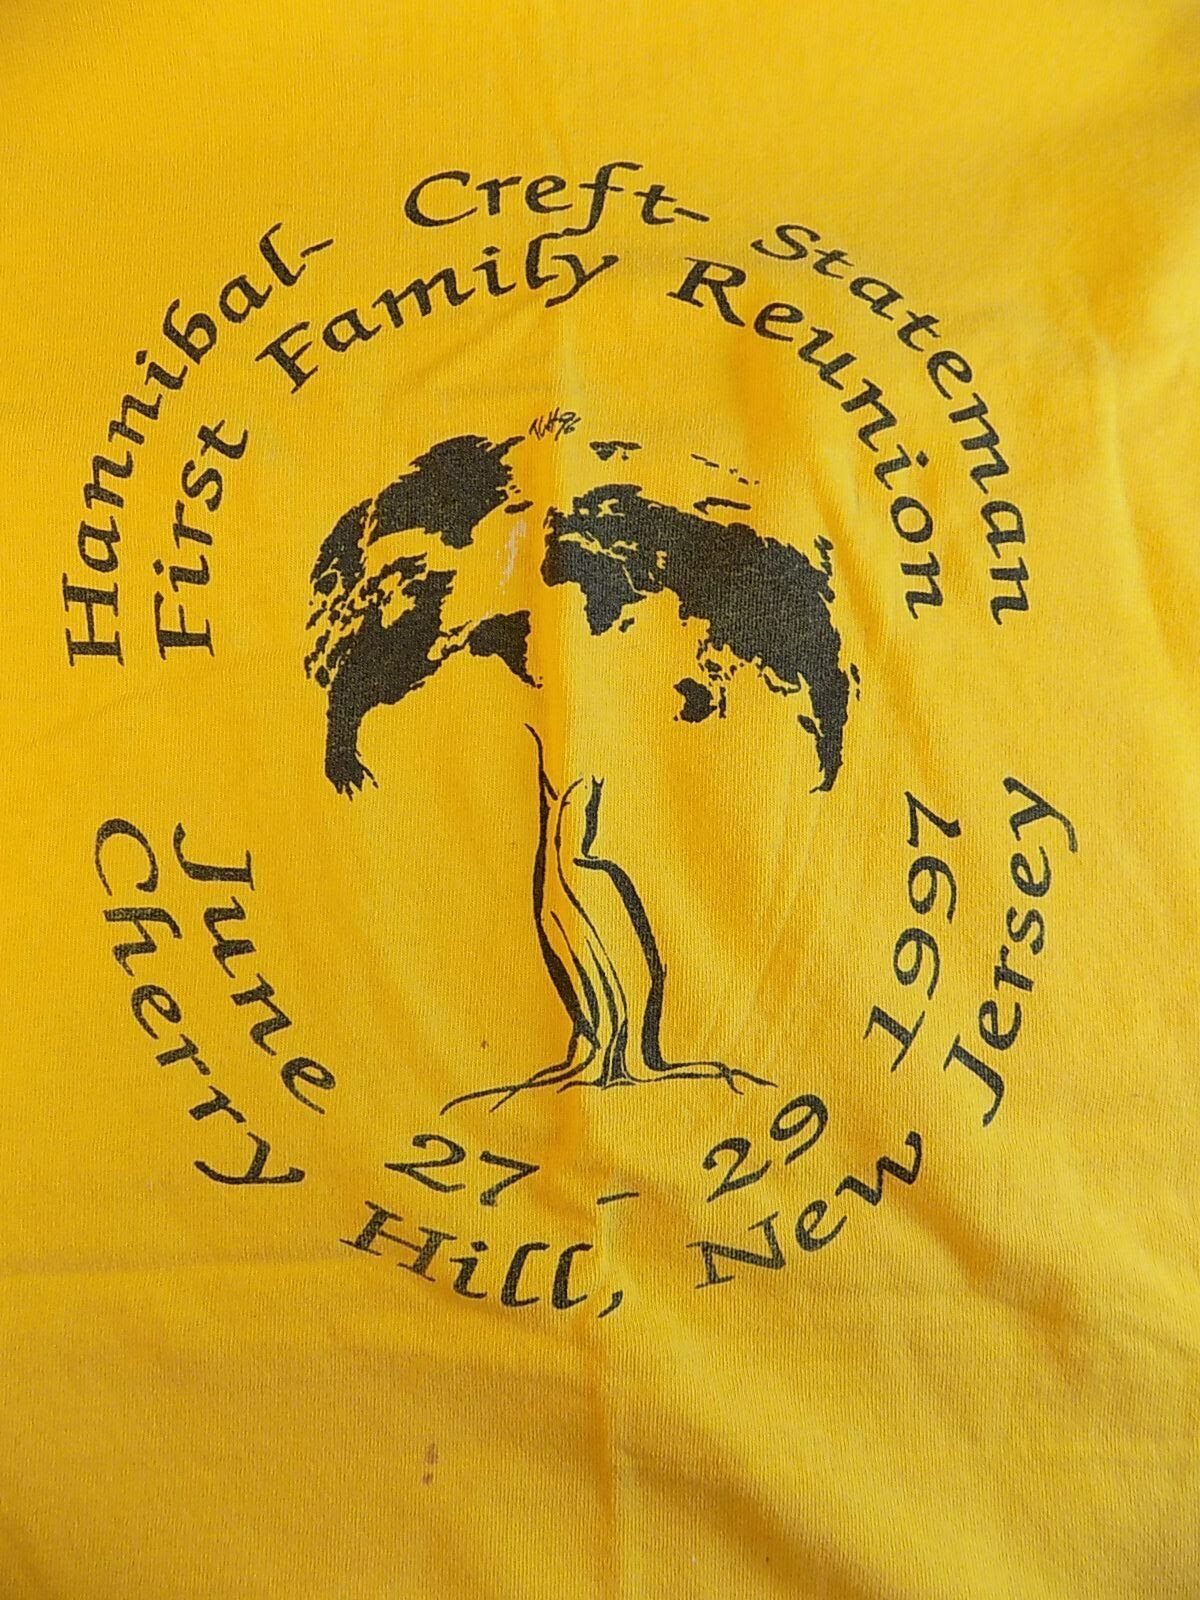 Hannibal- Creft- Stateman
First Family Reunion
June 27 - 29 1997
Cherry Hill, New Jersey